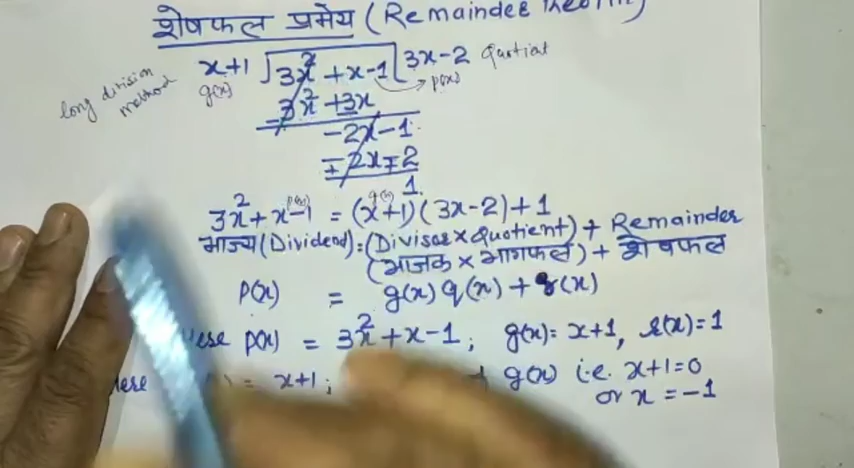 शेषफल प्रमेय (Remainder Theorem)
x+1 ) 3x² + x - 1 ( 3x - 2 Quotient
long division method
g(x)
p(x)
3x² + 3x
- 2x - 1
∓ 2x ∓ 2
1.
p(x) g(x)
3x² + x - 1 = (x+1) (3x-2) + 1
भाज्य (Dividend) = (Divisor × Quotient) + Remainder
(भाजक × भागफल) + शेषफल
p(x) = g(x) q(x) + r(x)
p(x) = 3x² + x - 1 ; g(x) = x+1, r(x) = 1
= x+1 ; g(x) i.e. x+1=0
or x = -1